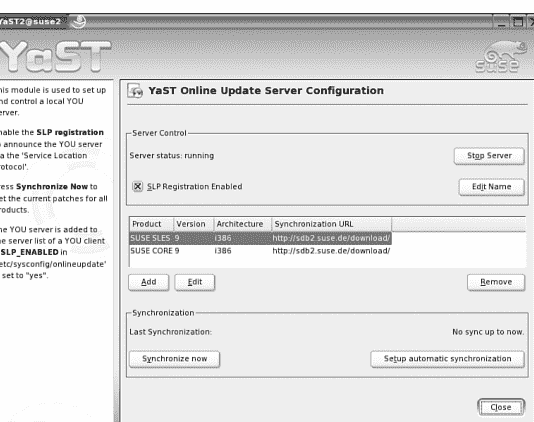 YaST2@suse2
YaST
SUSE
his module is used to set up
nd control a local YOU
erver.
nable the SLP registration
o announce the YOU server
ia the 'Service Location
rotocol'.
ress Synchronize Now to
et the current patches for all
roducts.
he YOU server is added to
he server list of a YOU client
SLP_ENABLED in
etc/sysconfig/onlineupdate'
set to "yes".
YaST Online Update Server Configuration
Server Control
Server status: running
Stop Server
SLP Registration Enabled
Edit Name
Product Version Architecture Synchronization URL
SUSE SLES 9 i386 http://sdb2.suse.de/download/
SUSE CORE 9 i386 http://sdb2.suse.de/download/
Add Edit Remove
Synchronization
Last Synchronization: No sync up to now.
Synchronize now Setup automatic synchronization
Close